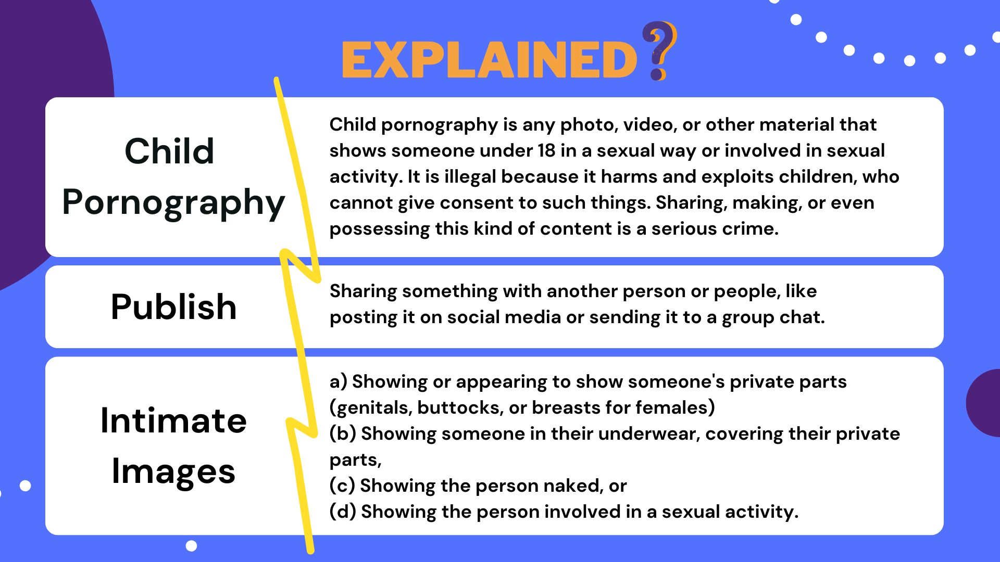 EXPLAINED?
Child
Pornography
Child pornography is any photo, video, or other material that
shows someone under 18 in a sexual way or involved in sexual
activity. It is illegal because it harms and exploits children, who
cannot give consent to such things. Sharing, making, or even
possessing this kind of content is a serious crime.
Publish
Sharing something with another person or people, like
posting it on social media or sending it to a group chat.
Intimate
Images
a) Showing or appearing to show someone's private parts
(genitals, buttocks, or breasts for females)
(b) Showing someone in their underwear, covering their private
parts,
(c) Showing the person naked, or
(d) Showing the person involved in a sexual activity.